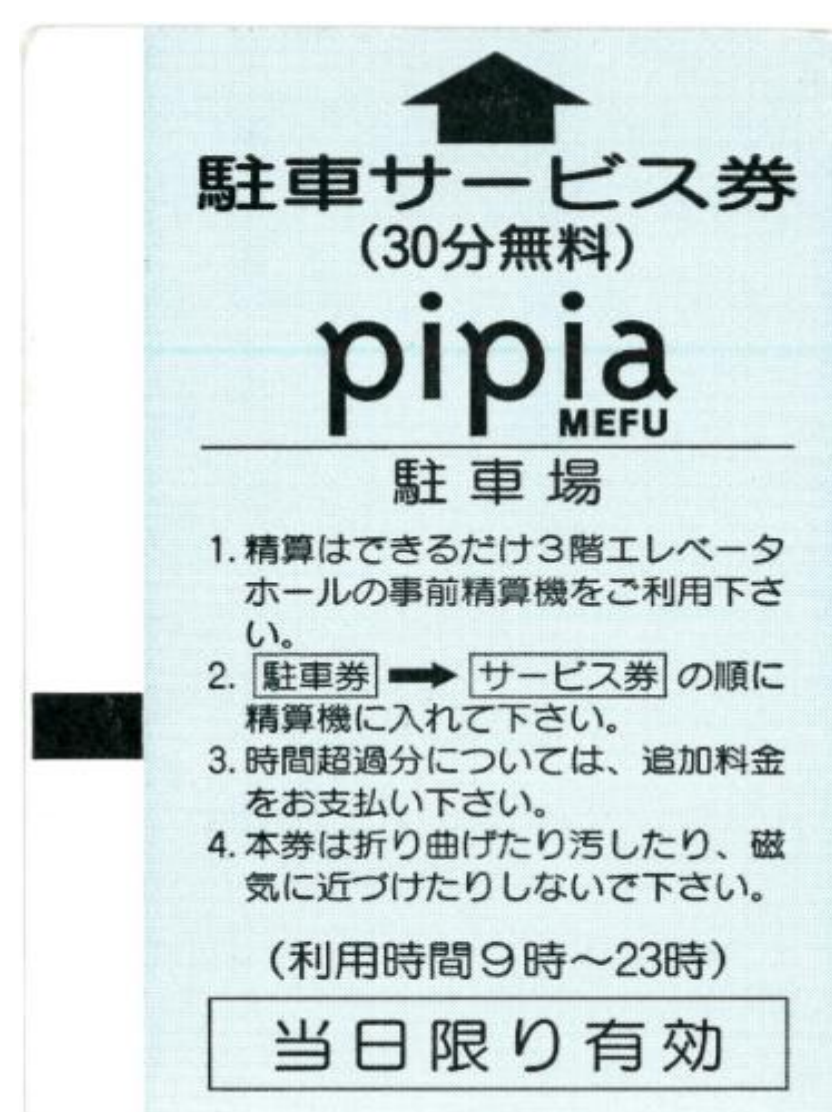 駐車サービス券
(30分無料)
pipia
MEFU
駐車場
1. 精算はできるだけ3階エレベータ
ホールの事前精算機をご利用下さ
い。
2. 駐車券 ➡ サービス券 の順に
精算機に入れて下さい。
3. 時間超過分については、追加料金
をお支払い下さい。
4. 本券は折り曲げたり汚したり、磁
気に近づけたりしないで下さい。
(利用時間9時～23時)
当日限り有効